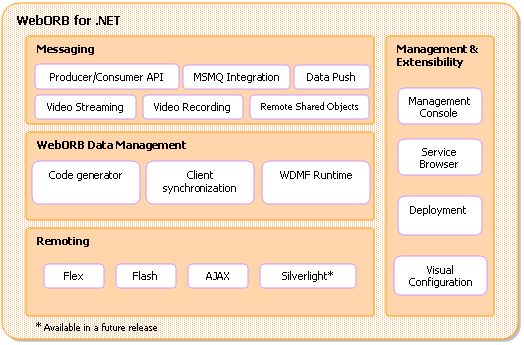 WebORB for .NET
Messaging
Producer/Consumer API
MSMQ Integration
Data Push
Video Streaming
Video Recording
Remote Shared Objects
WebORB Data Management
Code generator
Client
synchronization
WDMF Runtime
Remoting
Flex
Flash
AJAX
Silverlight*
Management &
Extensibility
Management
Console
Service
Browser
Deployment
Visual
Configuration
* Available in a future release